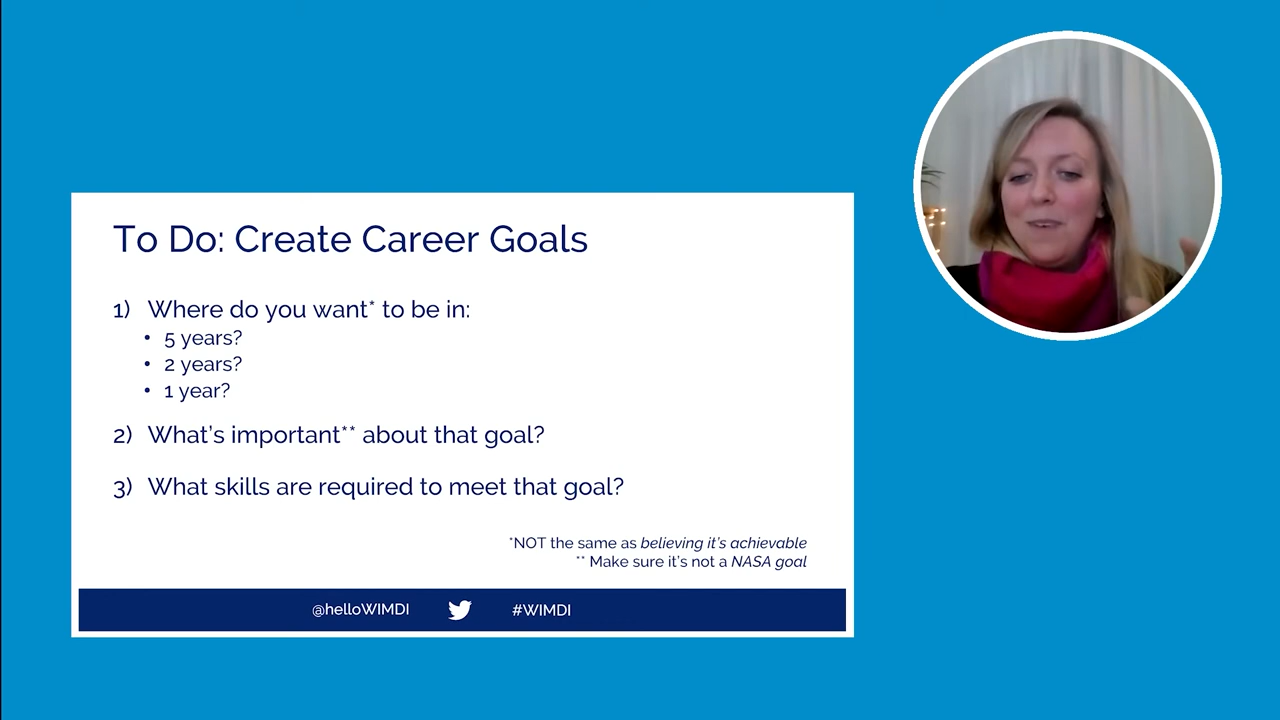 To Do: Create Career Goals
1) Where do you want* to be in:
• 5 years?
• 2 years?
• 1 year?
2) What's important** about that goal?
3) What skills are required to meet that goal?
*NOT the same as believing it's achievable
** Make sure it's not a NASA goal
@helloWIMDI #WIMDI